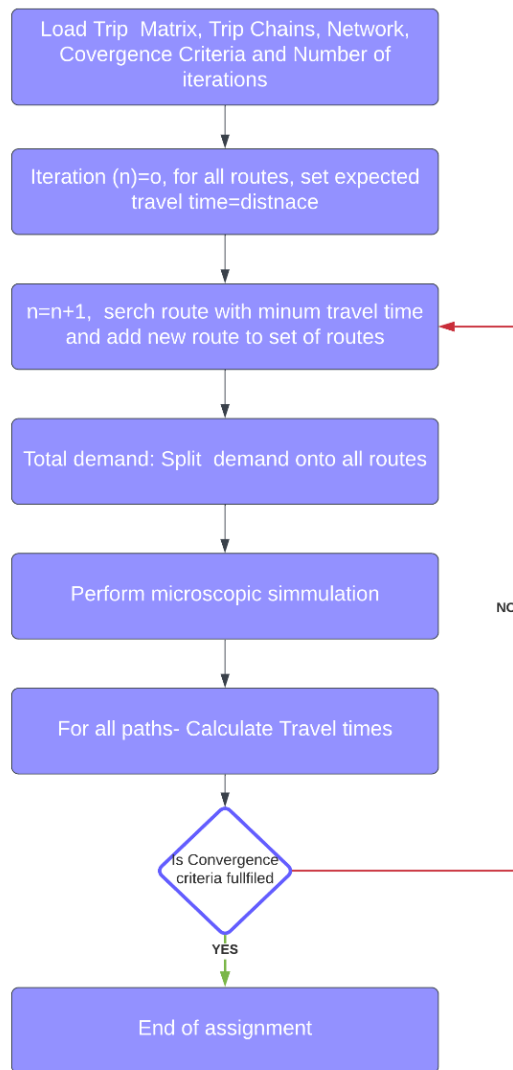 Load Trip  Matrix, Trip Chains, Network,
Covergence Criteria and Number of
iterations
Iteration (n)=o, for all routes, set expected
travel time=distnace
n=n+1,  serch route with minum travel time
and add new route to set of routes
Total demand: Split  demand onto all routes
Perform microscopic simmulation
NO
For all paths- Calculate Travel times
Is Convergence
criteria fullfiled
YES
End of assignment